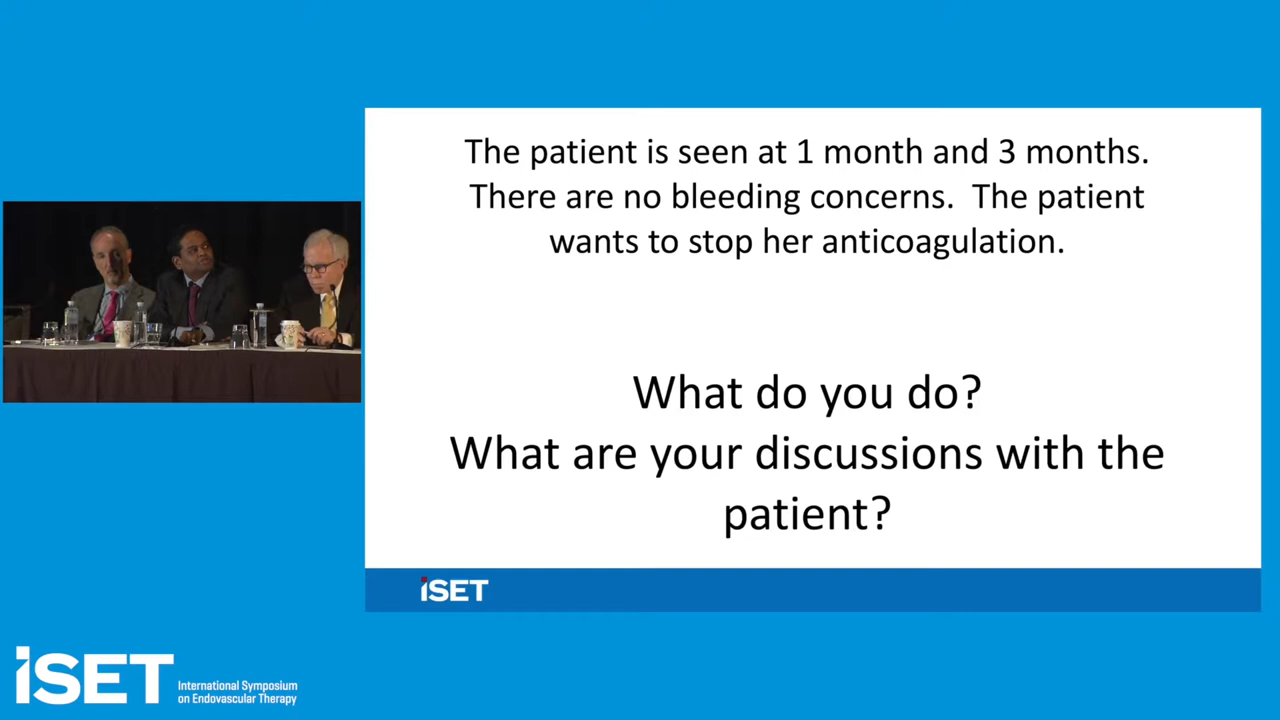 The patient is seen at 1 month and 3 months.
There are no bleeding concerns.  The patient
wants to stop her anticoagulation.
What do you do?
What are your discussions with the
patient?
iSET
iSET
International Symposium
on Endovascular Therapy